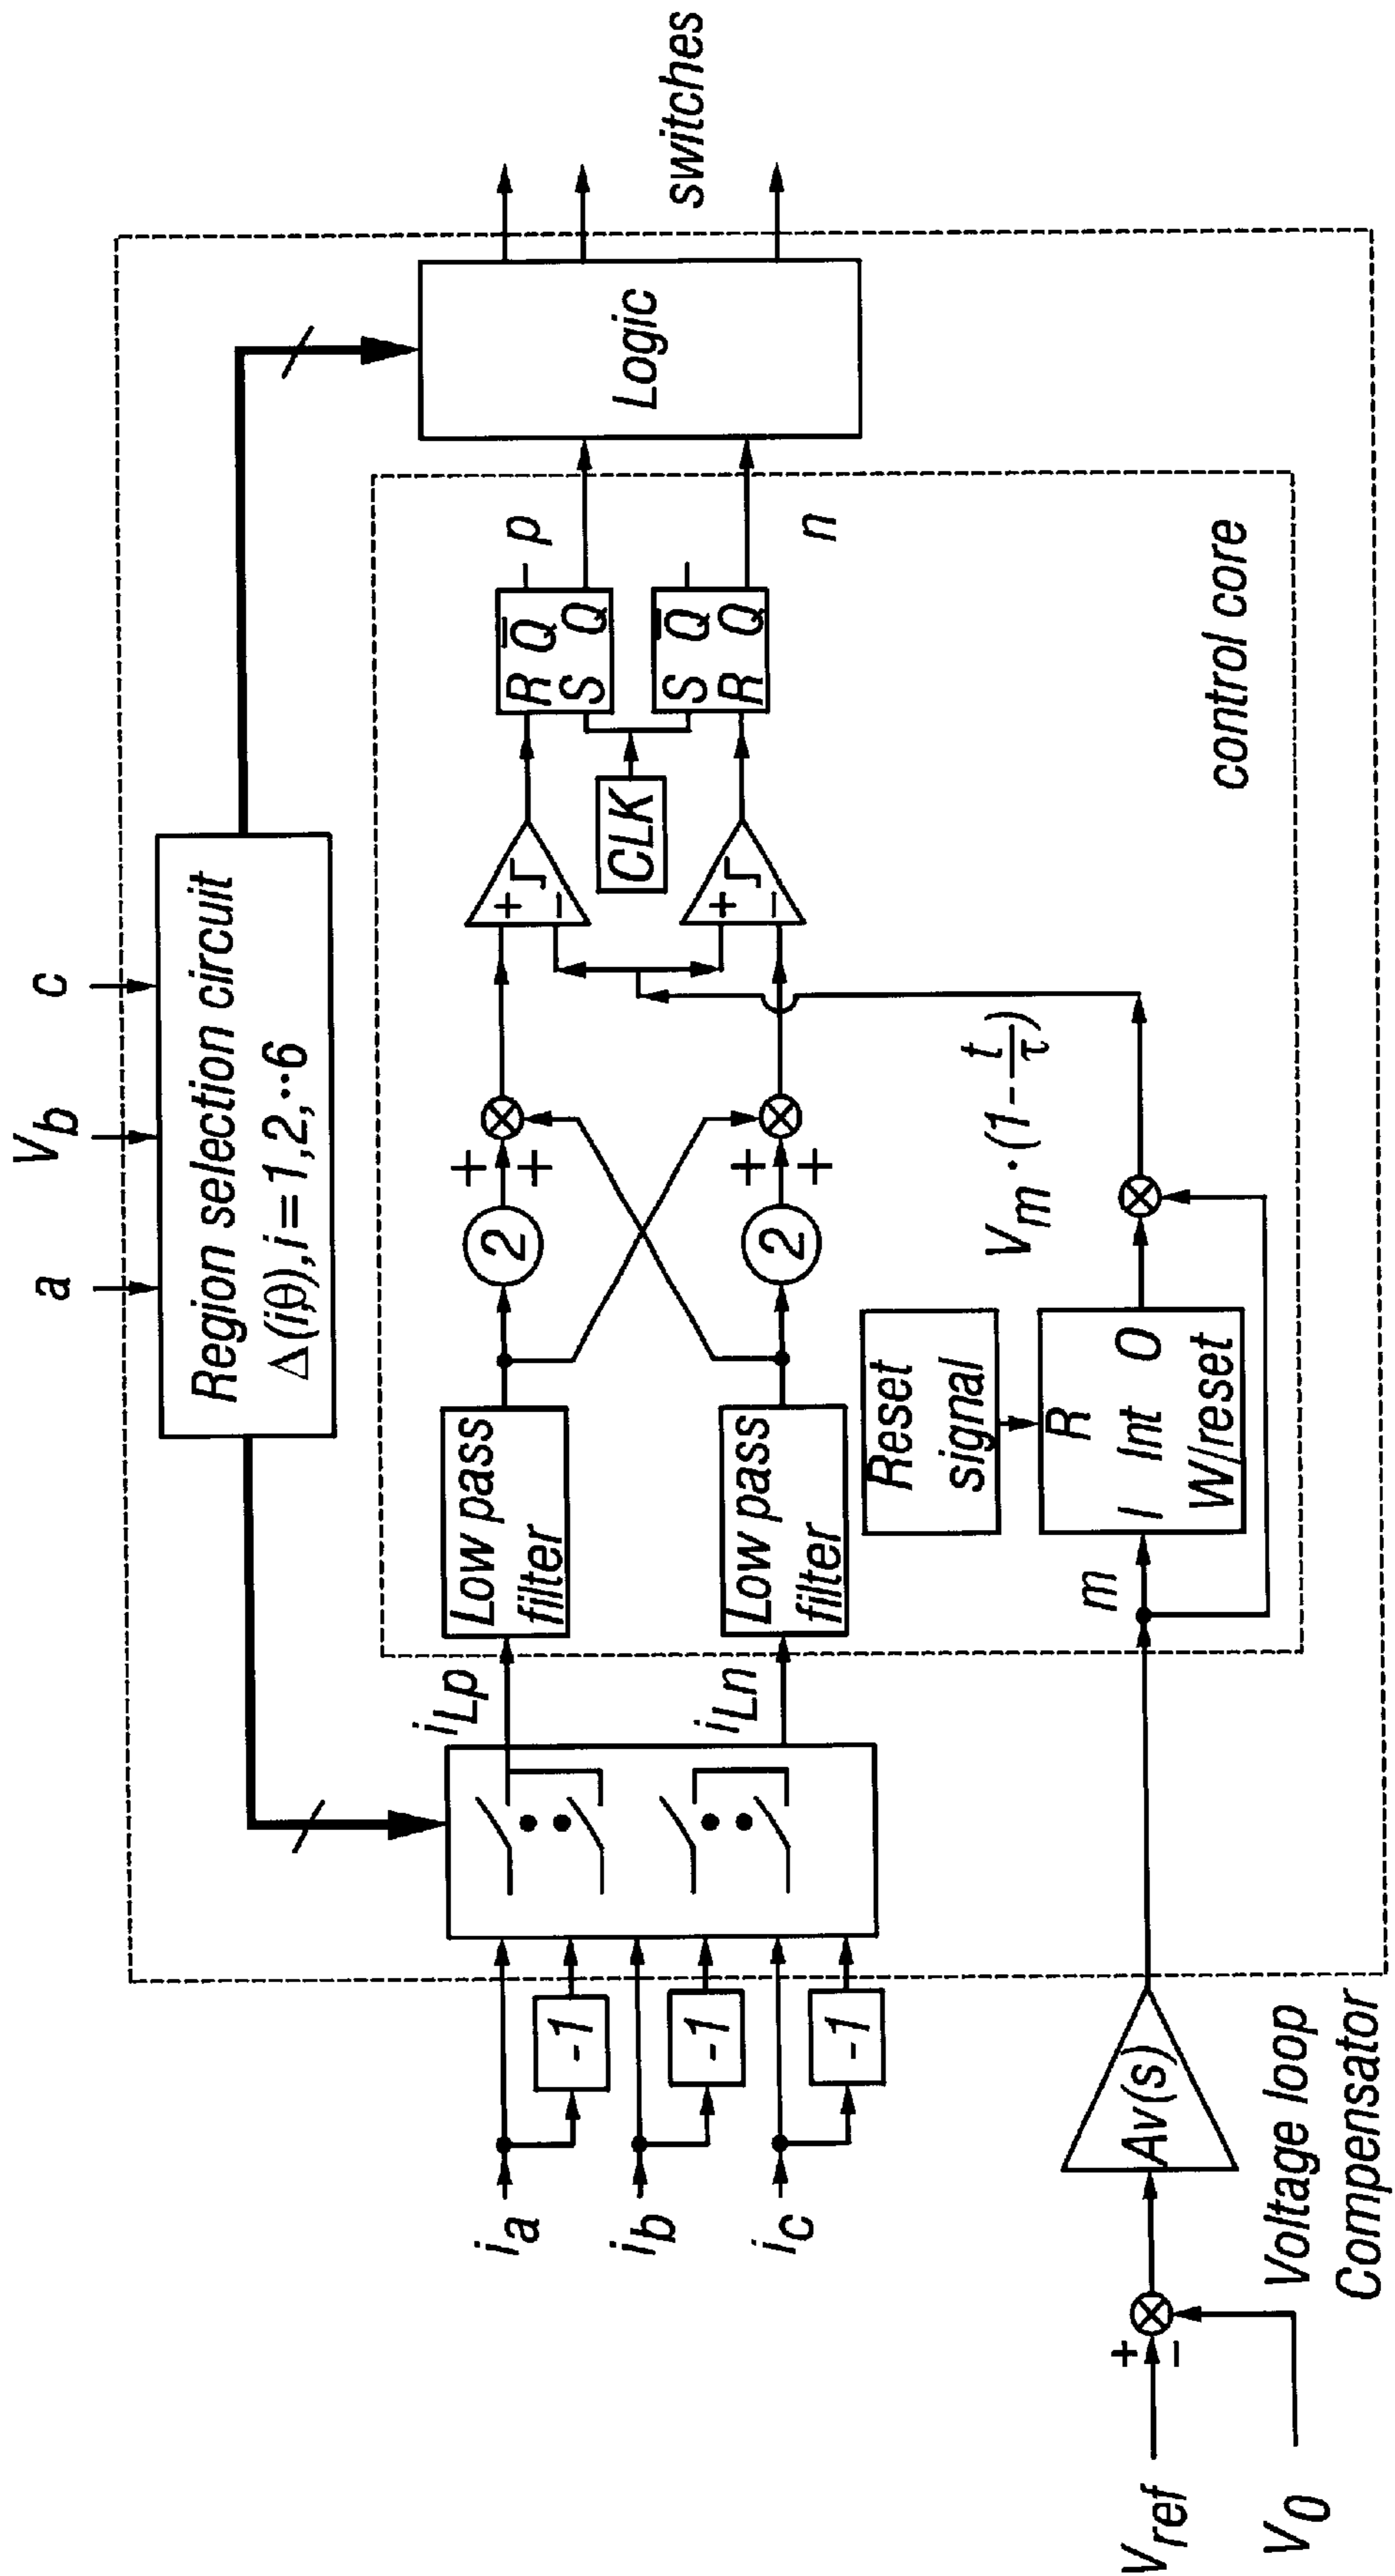 a
V_b
c
Region selection circuit
Δ(i,θ), i=1,2,··6
i_a
i_b
i_c
-1
-1
-1
i_Lp
i_Ln
Low pass
filter
Low pass
filter
2
2
+
+
+
+
+
−
+
−
CLK
R Q̅
S Q
S Q̅
R Q
p
n
Logic
switches
Reset
signal
R
I Int O
W/reset
m
V_m·(1-t/τ)
control core
V_ref
+
−
V_0
Av(s)
Voltage loop
Compensator